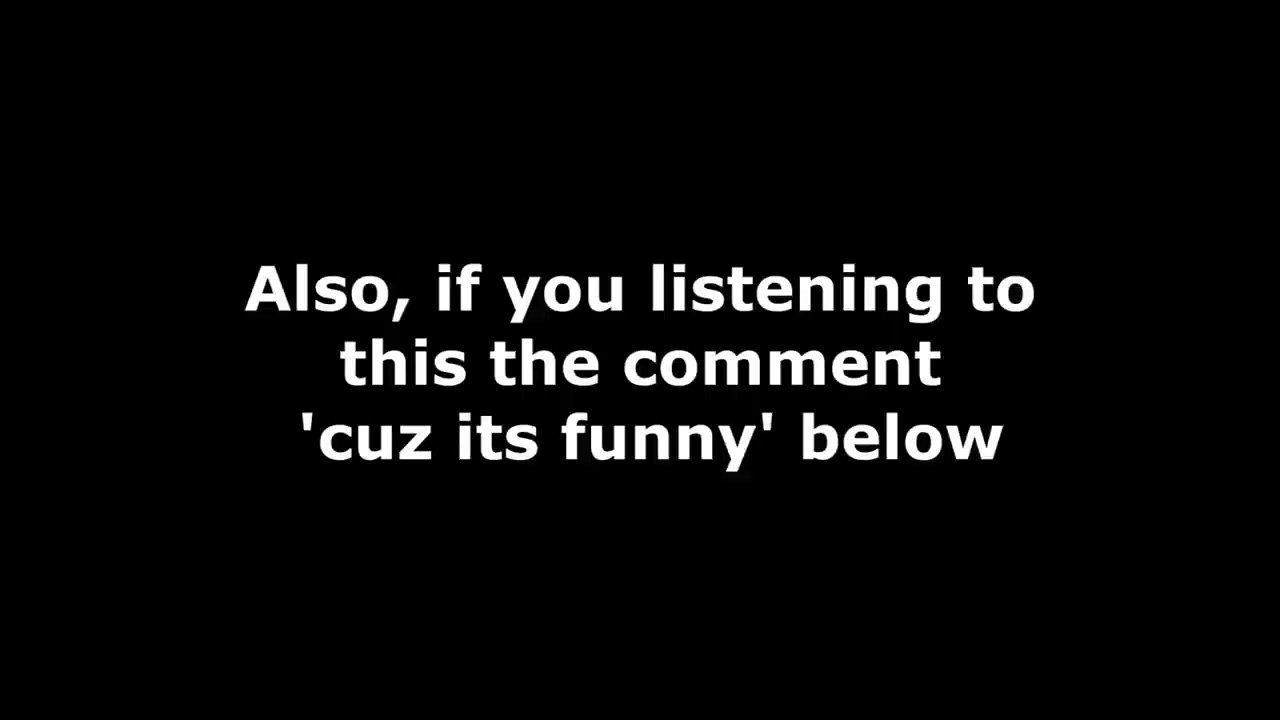 Also, if you listening to
this the comment
'cuz its funny' below